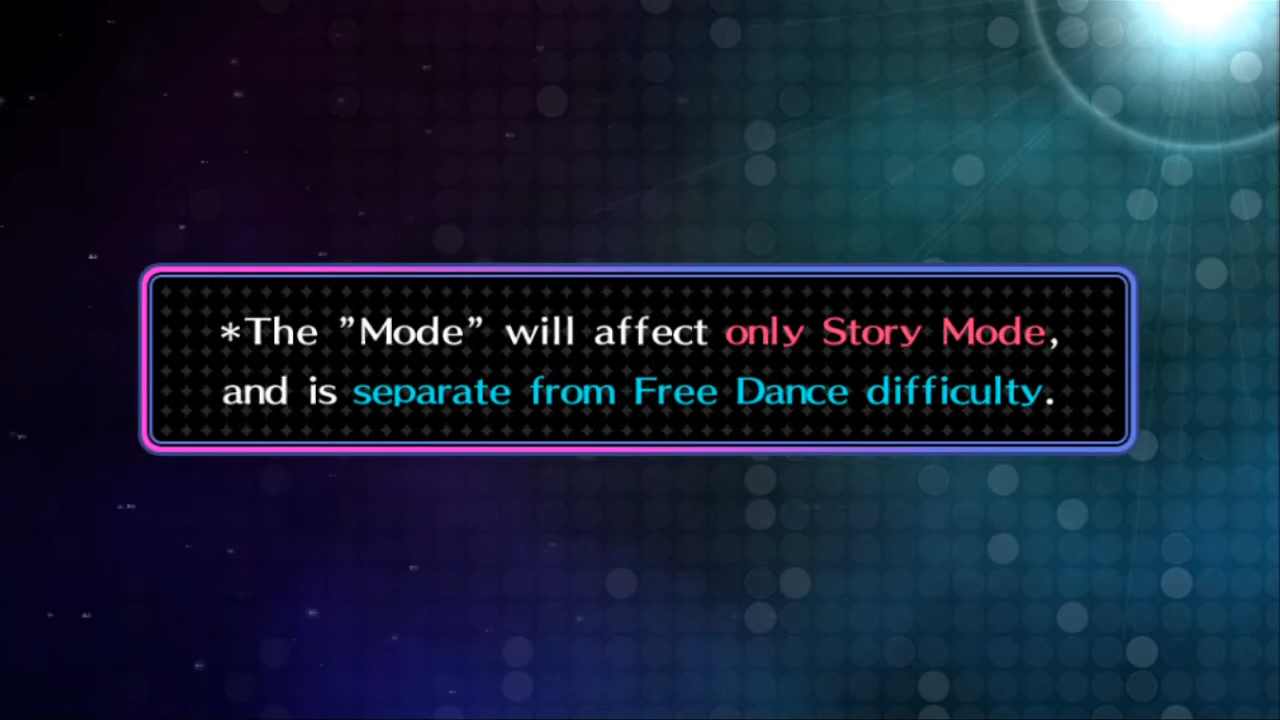 *The ”Mode” will affect only Story Mode,
and is separate from Free Dance difficulty.